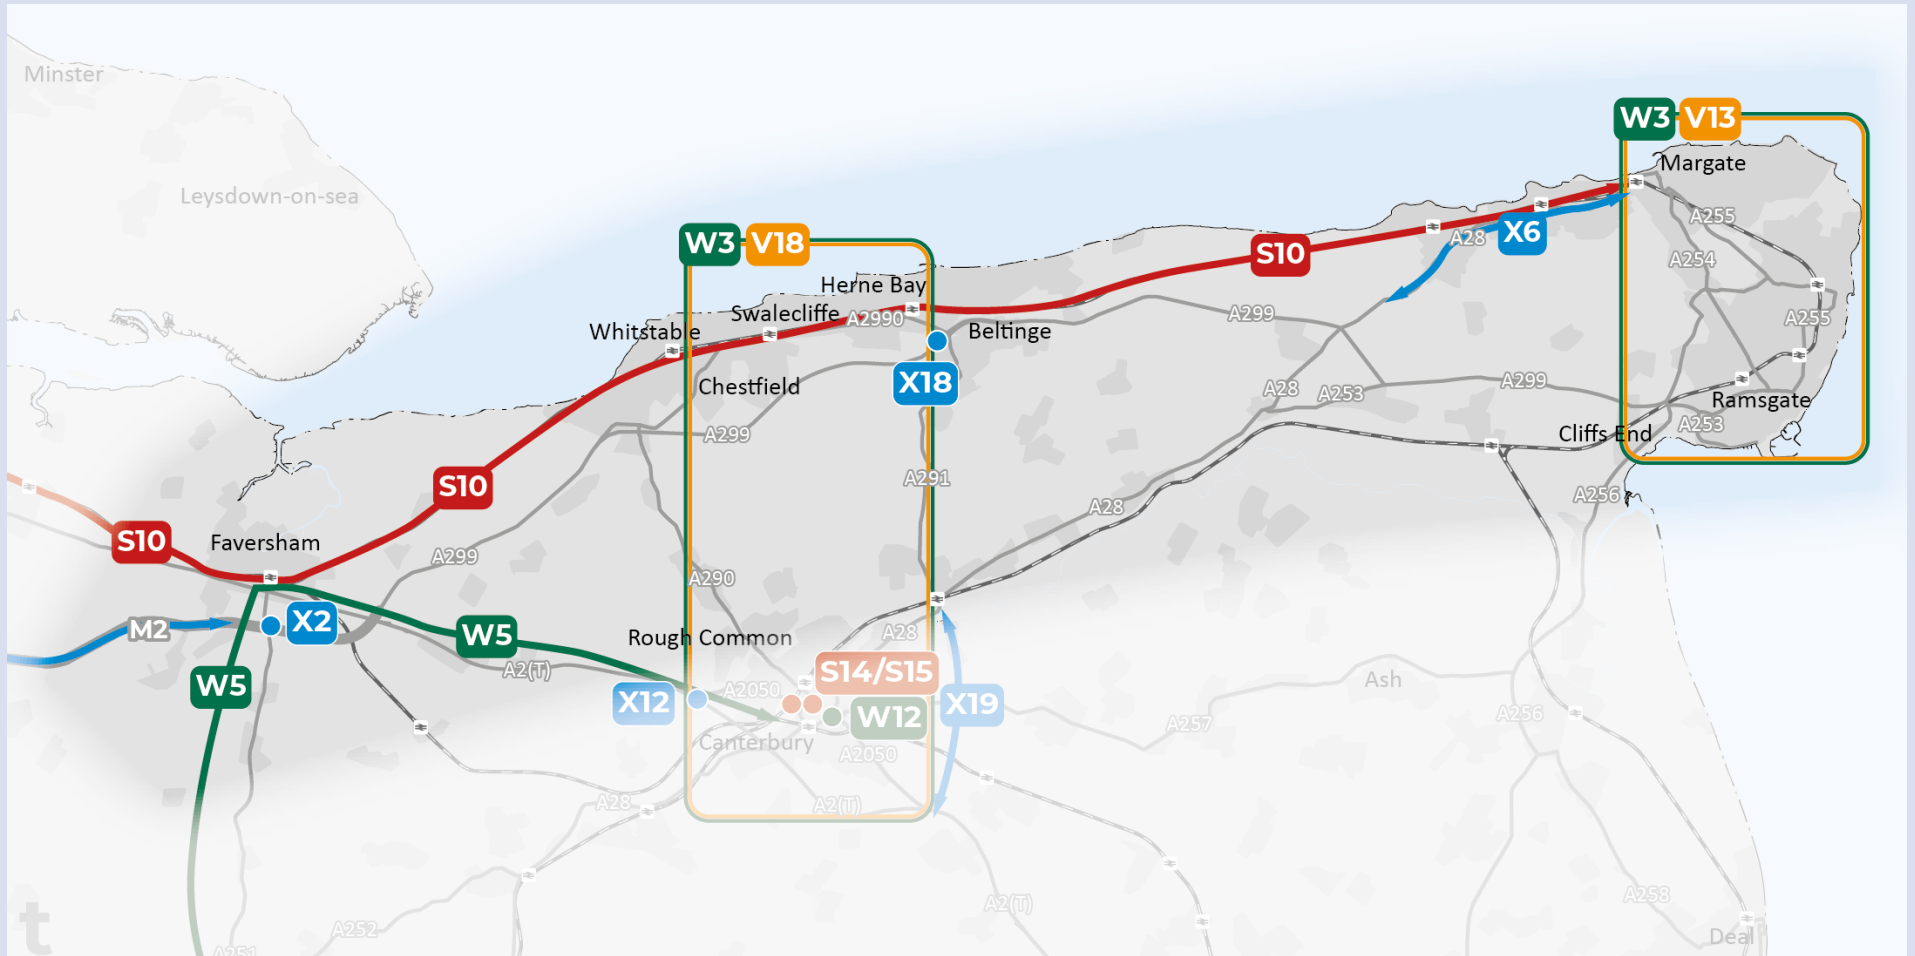 Minster
W3 V13
Margate
Leysdown-on-sea
A255
X6
A28
W3 V18
S10
A254
Herne Bay
Swalecliffe
A2990
A299
A255
Whitstable
Beltinge
X18
Chestfield
A28
A253
A299
Ramsgate
A253
A299
Cliffs End
A291
S10
A256
A28
S10
Faversham
A299
A290
X2
M2
W5
Rough Common
A28
A2(T)
S14/S15
W5
Ash
A2050
X12
X19
W12
A256
A257
Canterbury
A2050
A28
A2(T)
A258
A2(T)
t
A252
Deal
A251